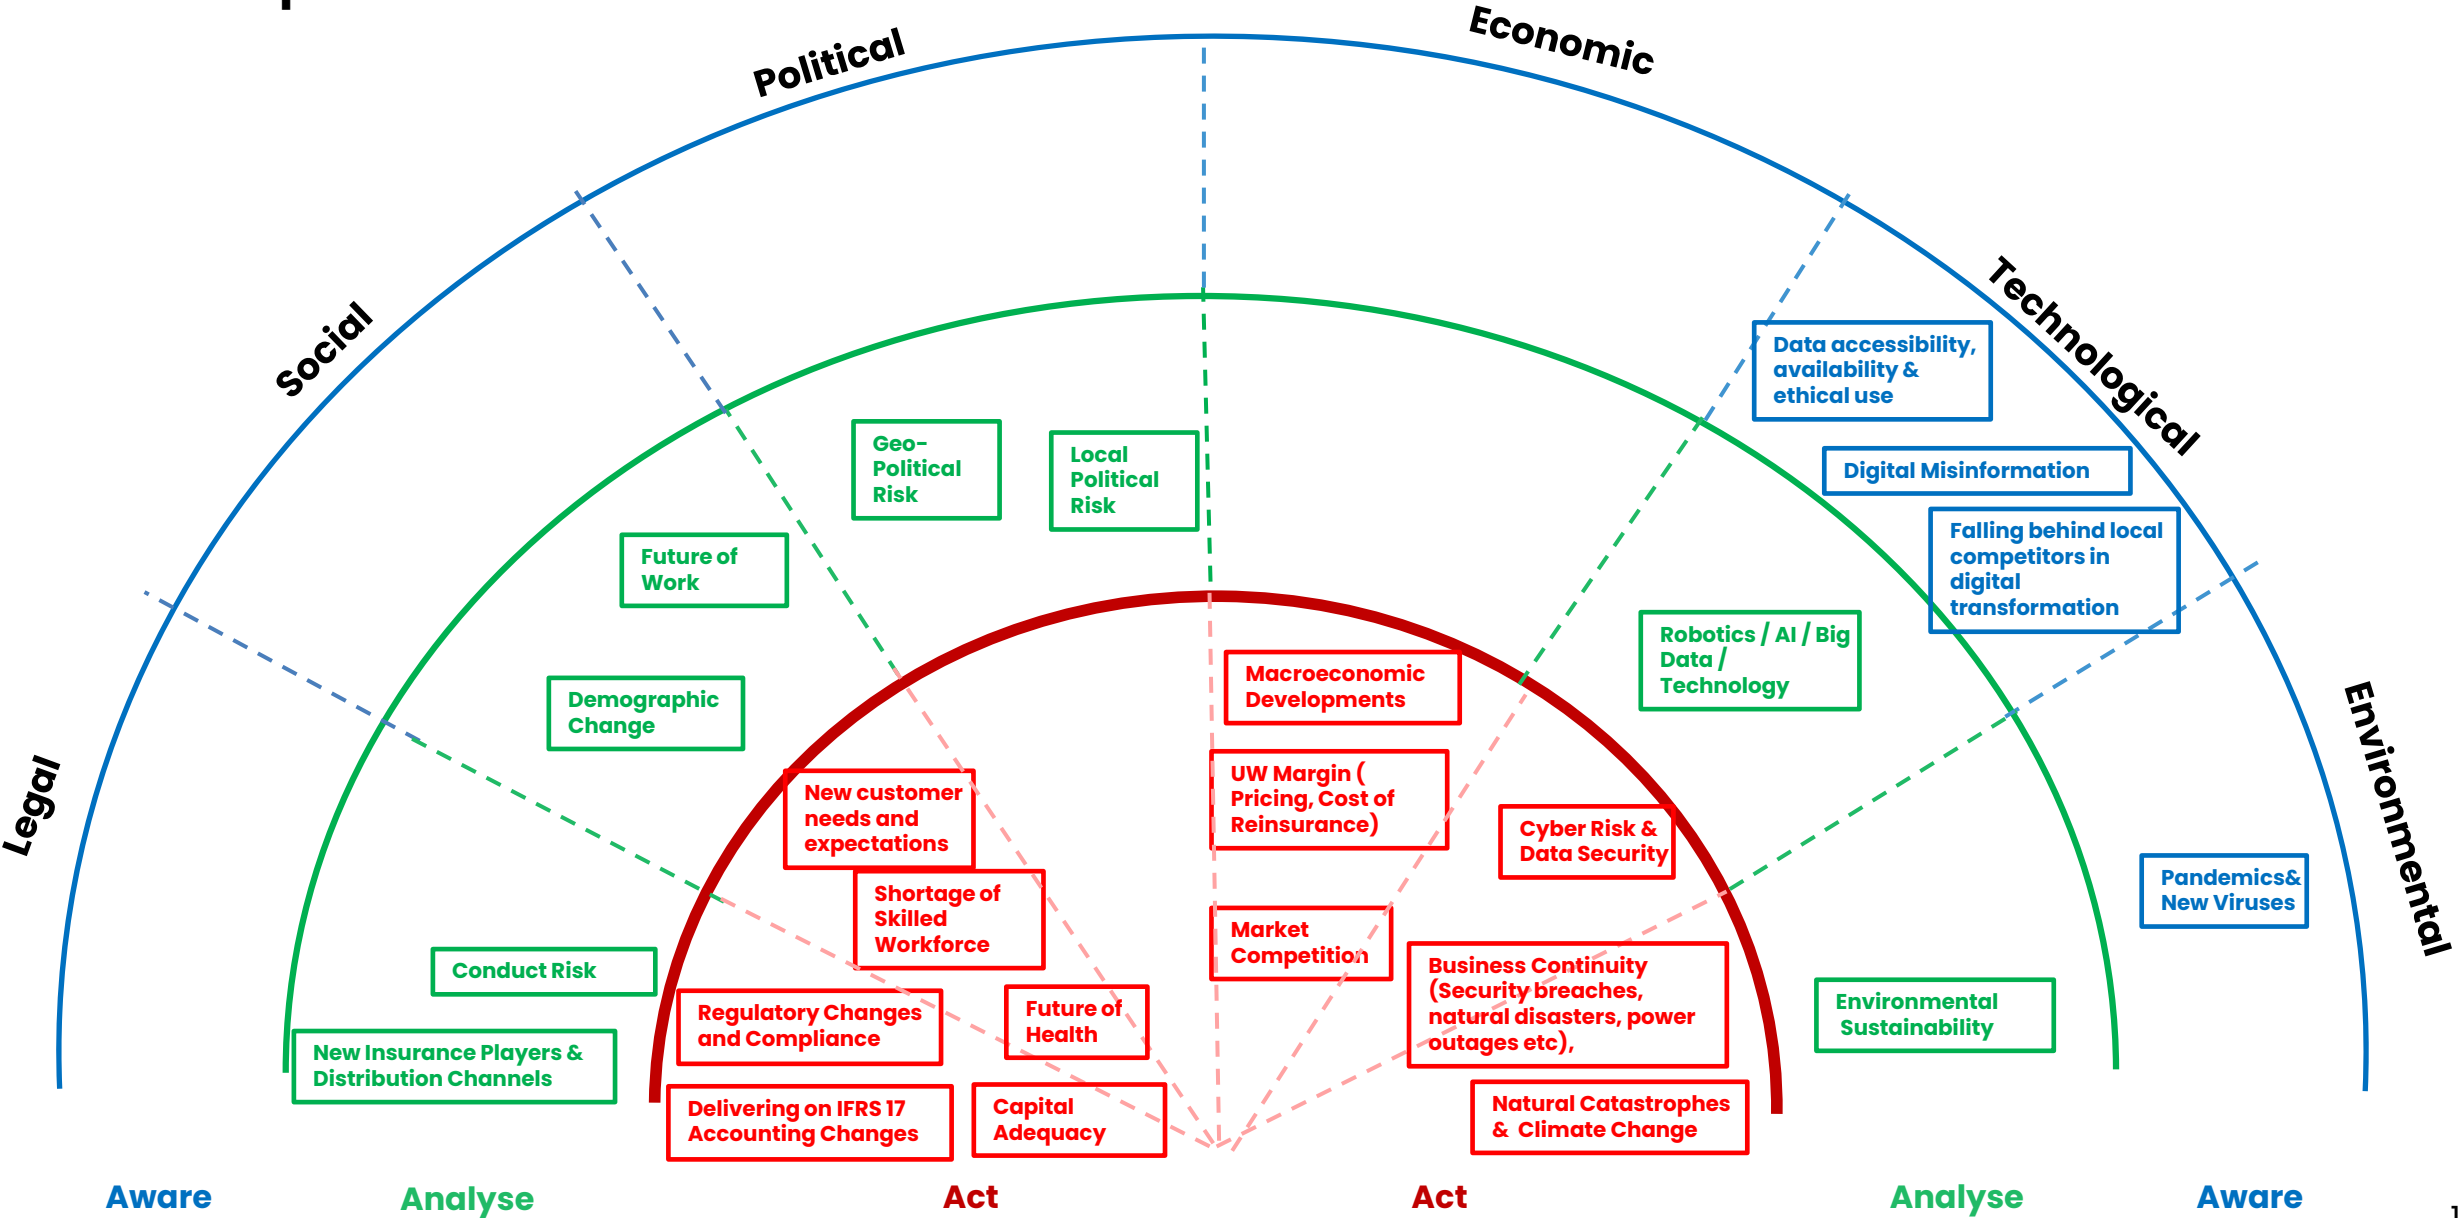 Political
Economic
Social
Technological
Legal
Environmental
Data accessibility,
availability &
ethical use
Digital Misinformation
Falling behind local
competitors in
digital
transformation
Geo-
Political
Risk
Local
Political
Risk
Future of
Work
Demographic
Change
Robotics / AI / Big
Data /
Technology
Macroeconomic
Developments
UW Margin (
Pricing, Cost of
Reinsurance)
Cyber Risk &
Data Security
New customer
needs and
expectations
Shortage of
Skilled
Workforce
Market
Competition
Pandemics&
New Viruses
Conduct Risk
Regulatory Changes
and Compliance
Future of
Health
Business Continuity
(Security breaches,
natural disasters, power
outages etc),
Environmental
Sustainability
New Insurance Players &
Distribution Channels
Delivering on IFRS 17
Accounting Changes
Capital
Adequacy
Natural Catastrophes
& Climate Change
Aware
Analyse
Act
Act
Analyse
Aware